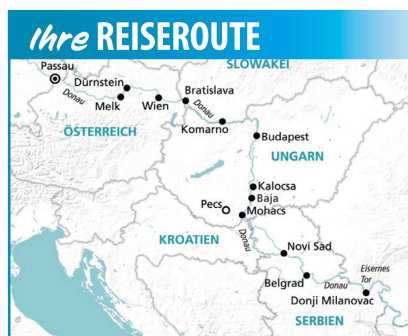 Ihre REISEROUTE
SLOWAKEI
Passau
Dürnstein
Bratislava
Donau
Melk
Wien
Donau
Komarno
ÖSTERREICH
Budapest
UNGARN
Kalocsa
Baja
Pecs
Mohacs
KROATIEN
Donau
Novi Sad
Eisernes
Tor
Belgrad
Donau
Donji Milanovac
SERBIEN